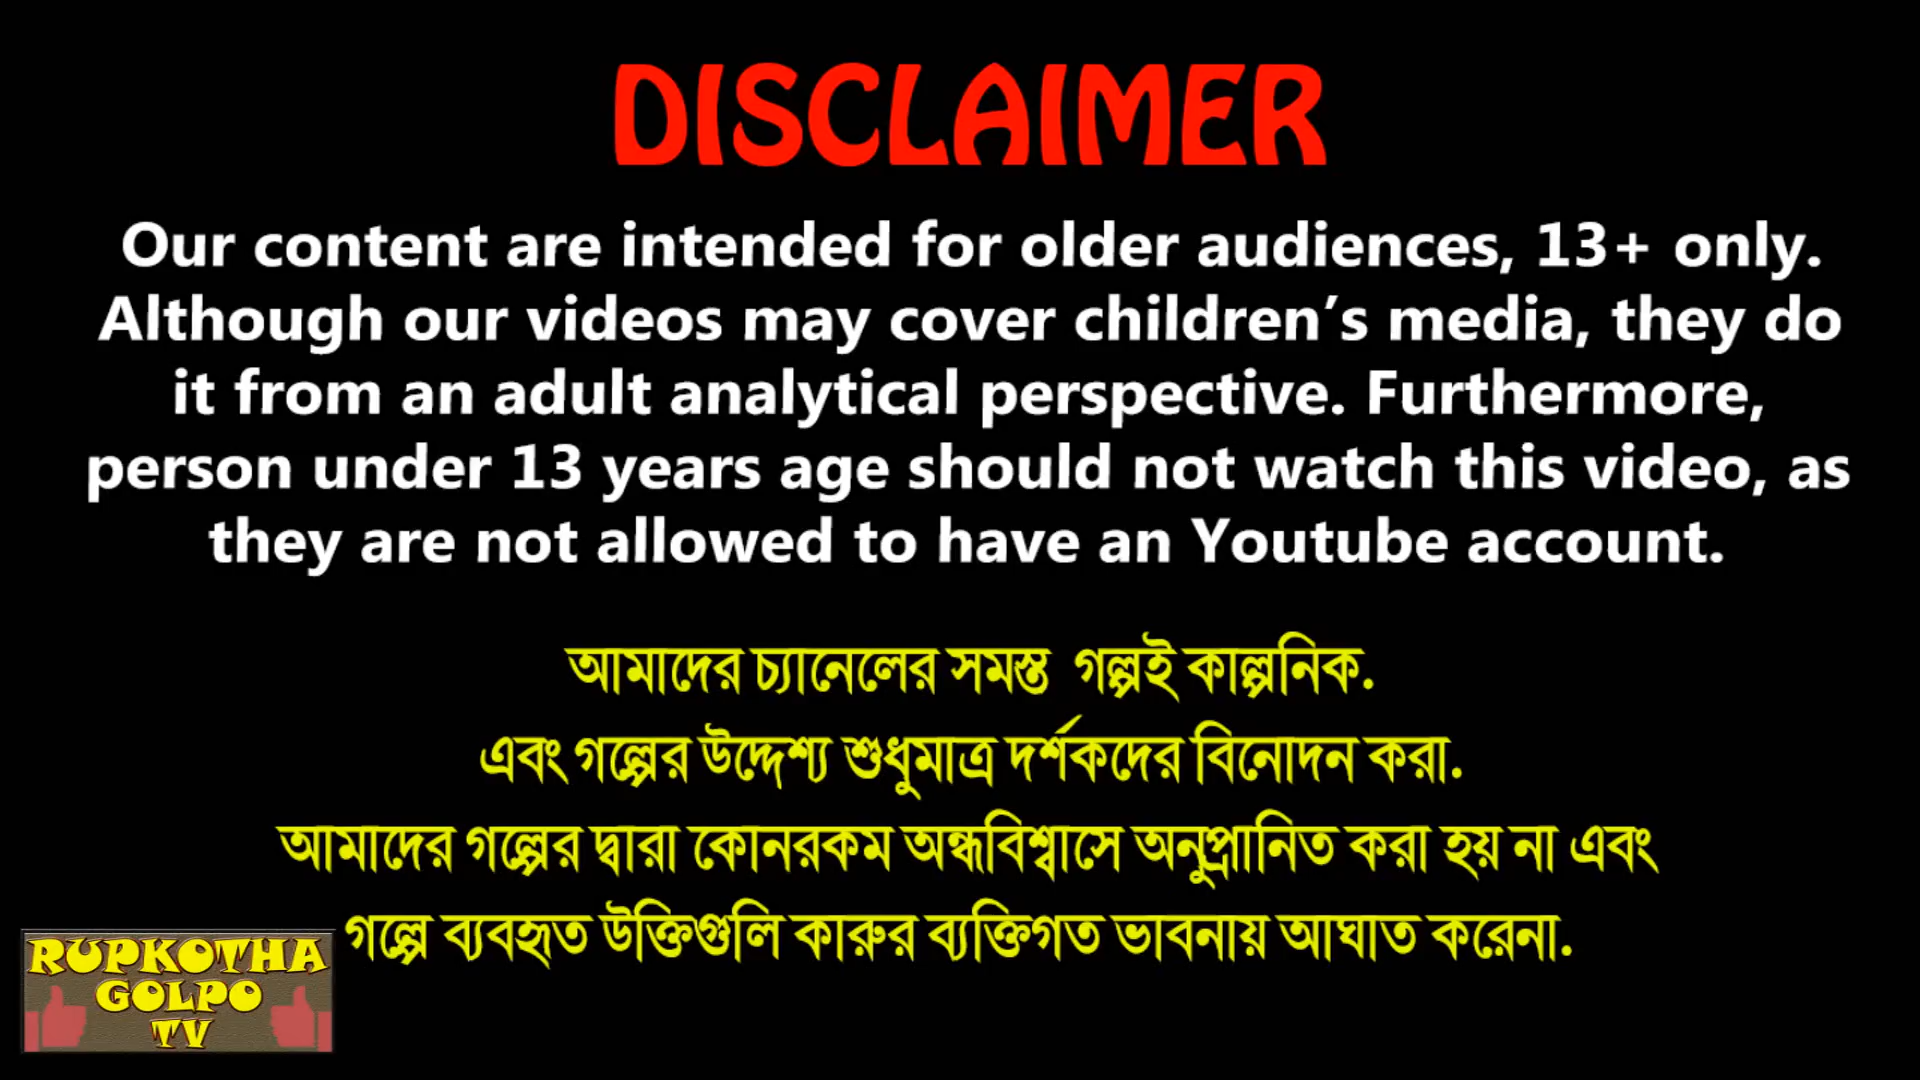 DISCLAIMER
Our content are intended for older audiences, 13+ only.
Although our videos may cover children’s media, they do
it from an adult analytical perspective. Furthermore,
person under 13 years age should not watch this video, as
they are not allowed to have an Youtube account.
আমাদের চ্যানেলের সমস্ত গল্পই কাল্পনিক.
এবং গল্পের উদ্দেশ্য শুধুমাত্র দর্শকদের বিনোদন করা.
আমাদের গল্পের দ্বারা কোনরকম অন্ধবিশ্বাসে অনুপ্রানিত করা হয় না এবং
গল্পে ব্যবহৃত উক্তিগুলি কারুর ব্যক্তিগত ভাবনায় আঘাত করেনা.
RUPKOTHA
GOLPO
TV